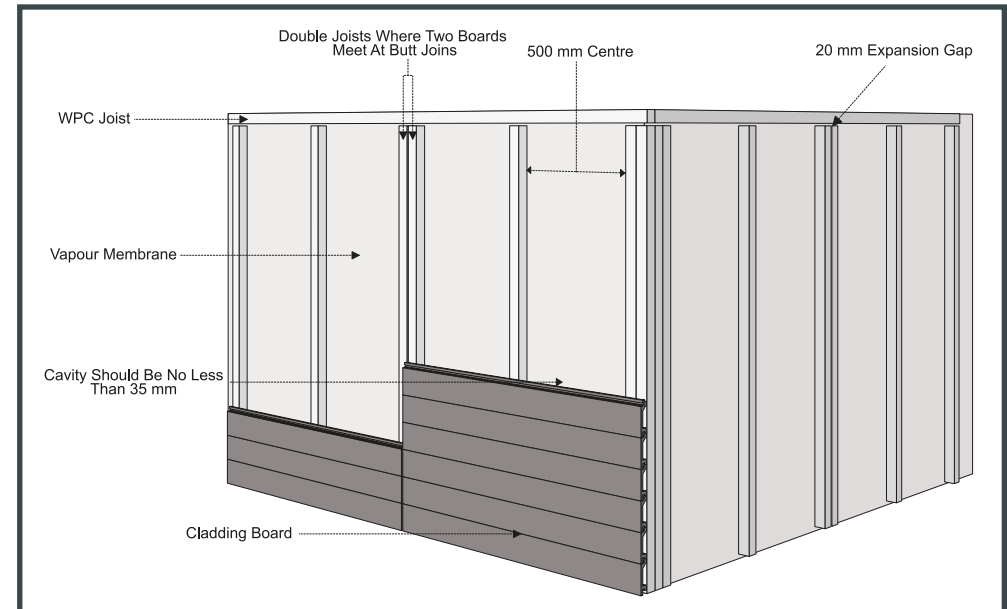 Double Joists Where Two Boards
Meet At Butt Joins
500 mm Centre
20 mm Expansion Gap
WPC Joist
Vapour Membrane
Cavity Should Be No Less
Than 35 mm
Cladding Board